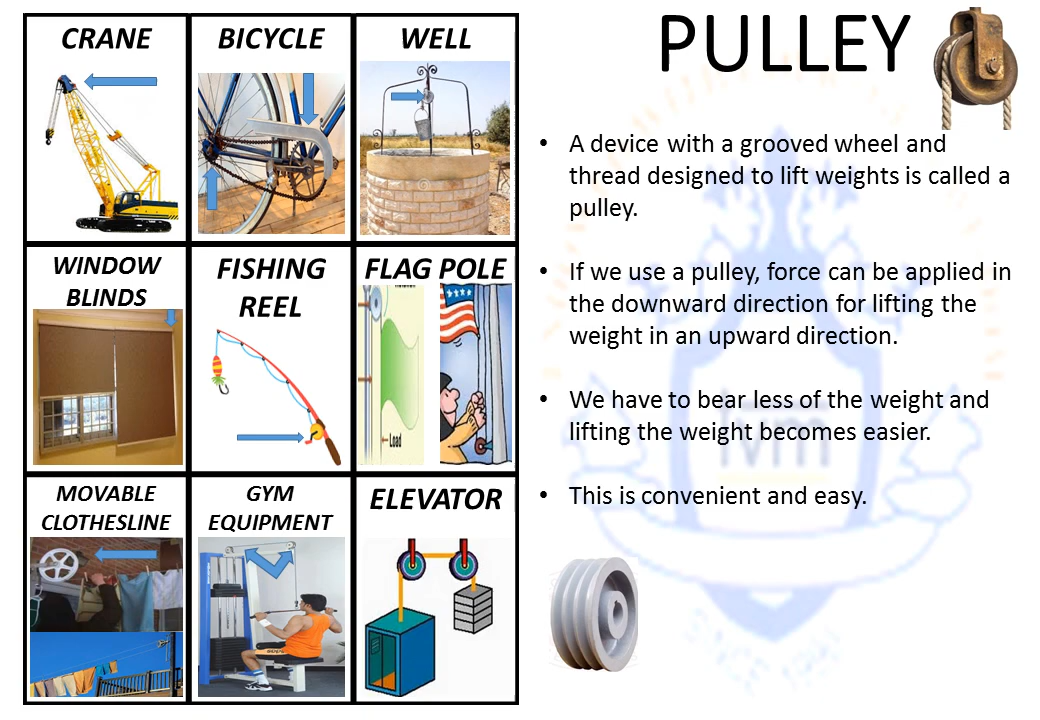 CRANE
BICYCLE
WELL
WINDOW
BLINDS
FISHING
REEL
FLAG POLE
Load
MOVABLE
CLOTHESLINE
GYM
EQUIPMENT
ELEVATOR
PULLEY
• A device with a grooved wheel and
thread designed to lift weights is called a
pulley.
• If we use a pulley, force can be applied in
the downward direction for lifting the
weight in an upward direction.
• We have to bear less of the weight and
lifting the weight becomes easier.
• This is convenient and easy.
lvm